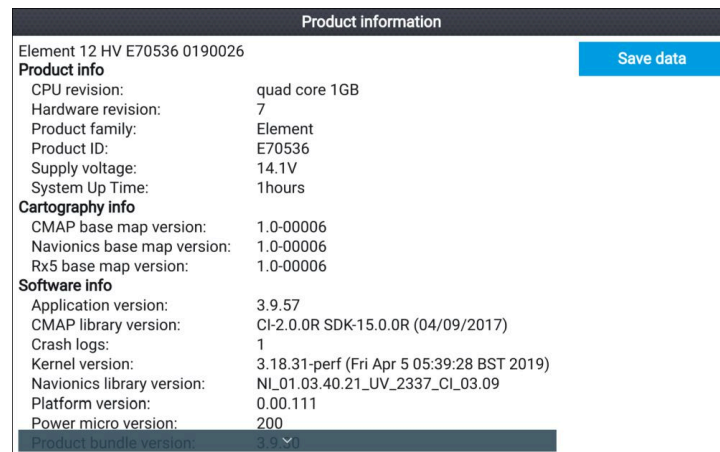 Product information
Element 12 HV E70536 0190026
Save data
Product info
CPU revision: quad core 1GB
Hardware revision: 7
Product family: Element
Product ID: E70536
Supply voltage: 14.1V
System Up Time: 1hours
Cartography info
CMAP base map version: 1.0-00006
Navionics base map version: 1.0-00006
Rx5 base map version: 1.0-00006
Software info
Application version: 3.9.57
CMAP library version: CI-2.0.0R SDK-15.0.0R (04/09/2017)
Crash logs: 1
Kernel version: 3.18.31-perf (Fri Apr 5 05:39:28 BST 2019)
Navionics library version: NI_01.03.40.21_UV_2337_CI_03.09
Platform version: 0.00.111
Power micro version: 200
Product bundle version: